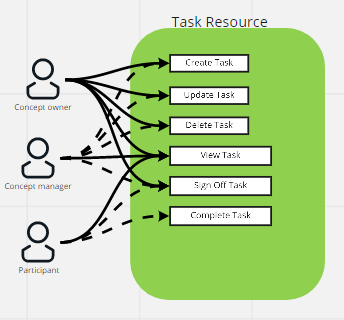 Task Resource
Create Task
Update Task
Concept owner
Delete Task
View Task
Concept manager
Sign Off Task
Complete Task
Participant